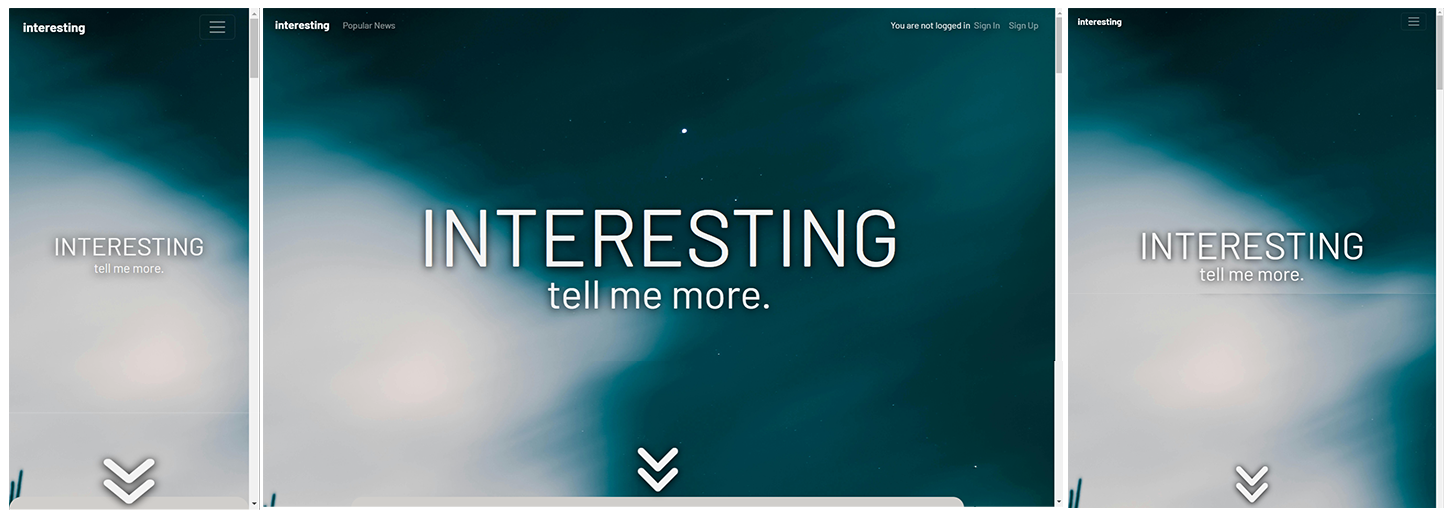 interesting
INTERESTING
tell me more.
interesting Popular News You are not logged in Sign In Sign Up
INTERESTING
tell me more.
interesting
INTERESTING
tell me more.